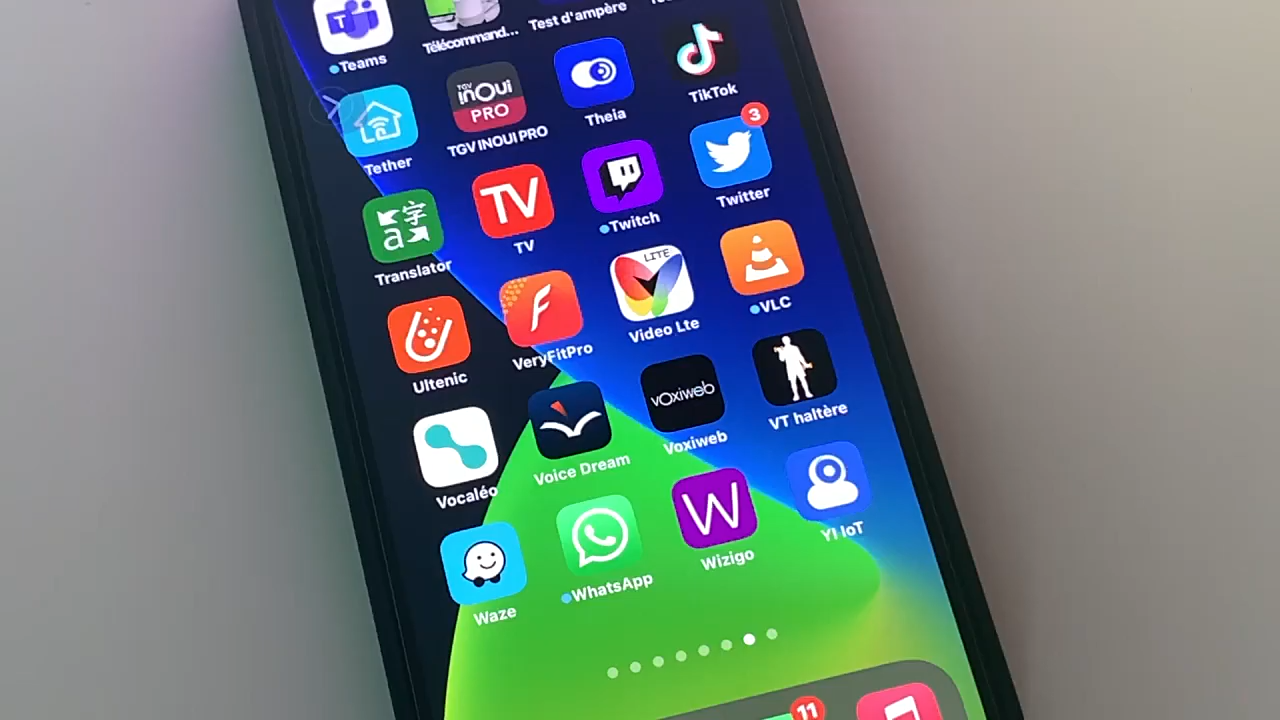 Teams
Télécommand...
Test d'ampère
Tether
TGV INOUI PRO
TGV INOUI PRO
Theia
TikTok
字
a
Translator
TV
TV
Twitch
3
Twitter
Ultenic
VeryFitPro
LITE
Video Lte
VLC
Vocaléo
Voice Dream
vOxiweb
Voxiweb
VT haltère
Waze
WhatsApp
W
Wizigo
YI IoT
11